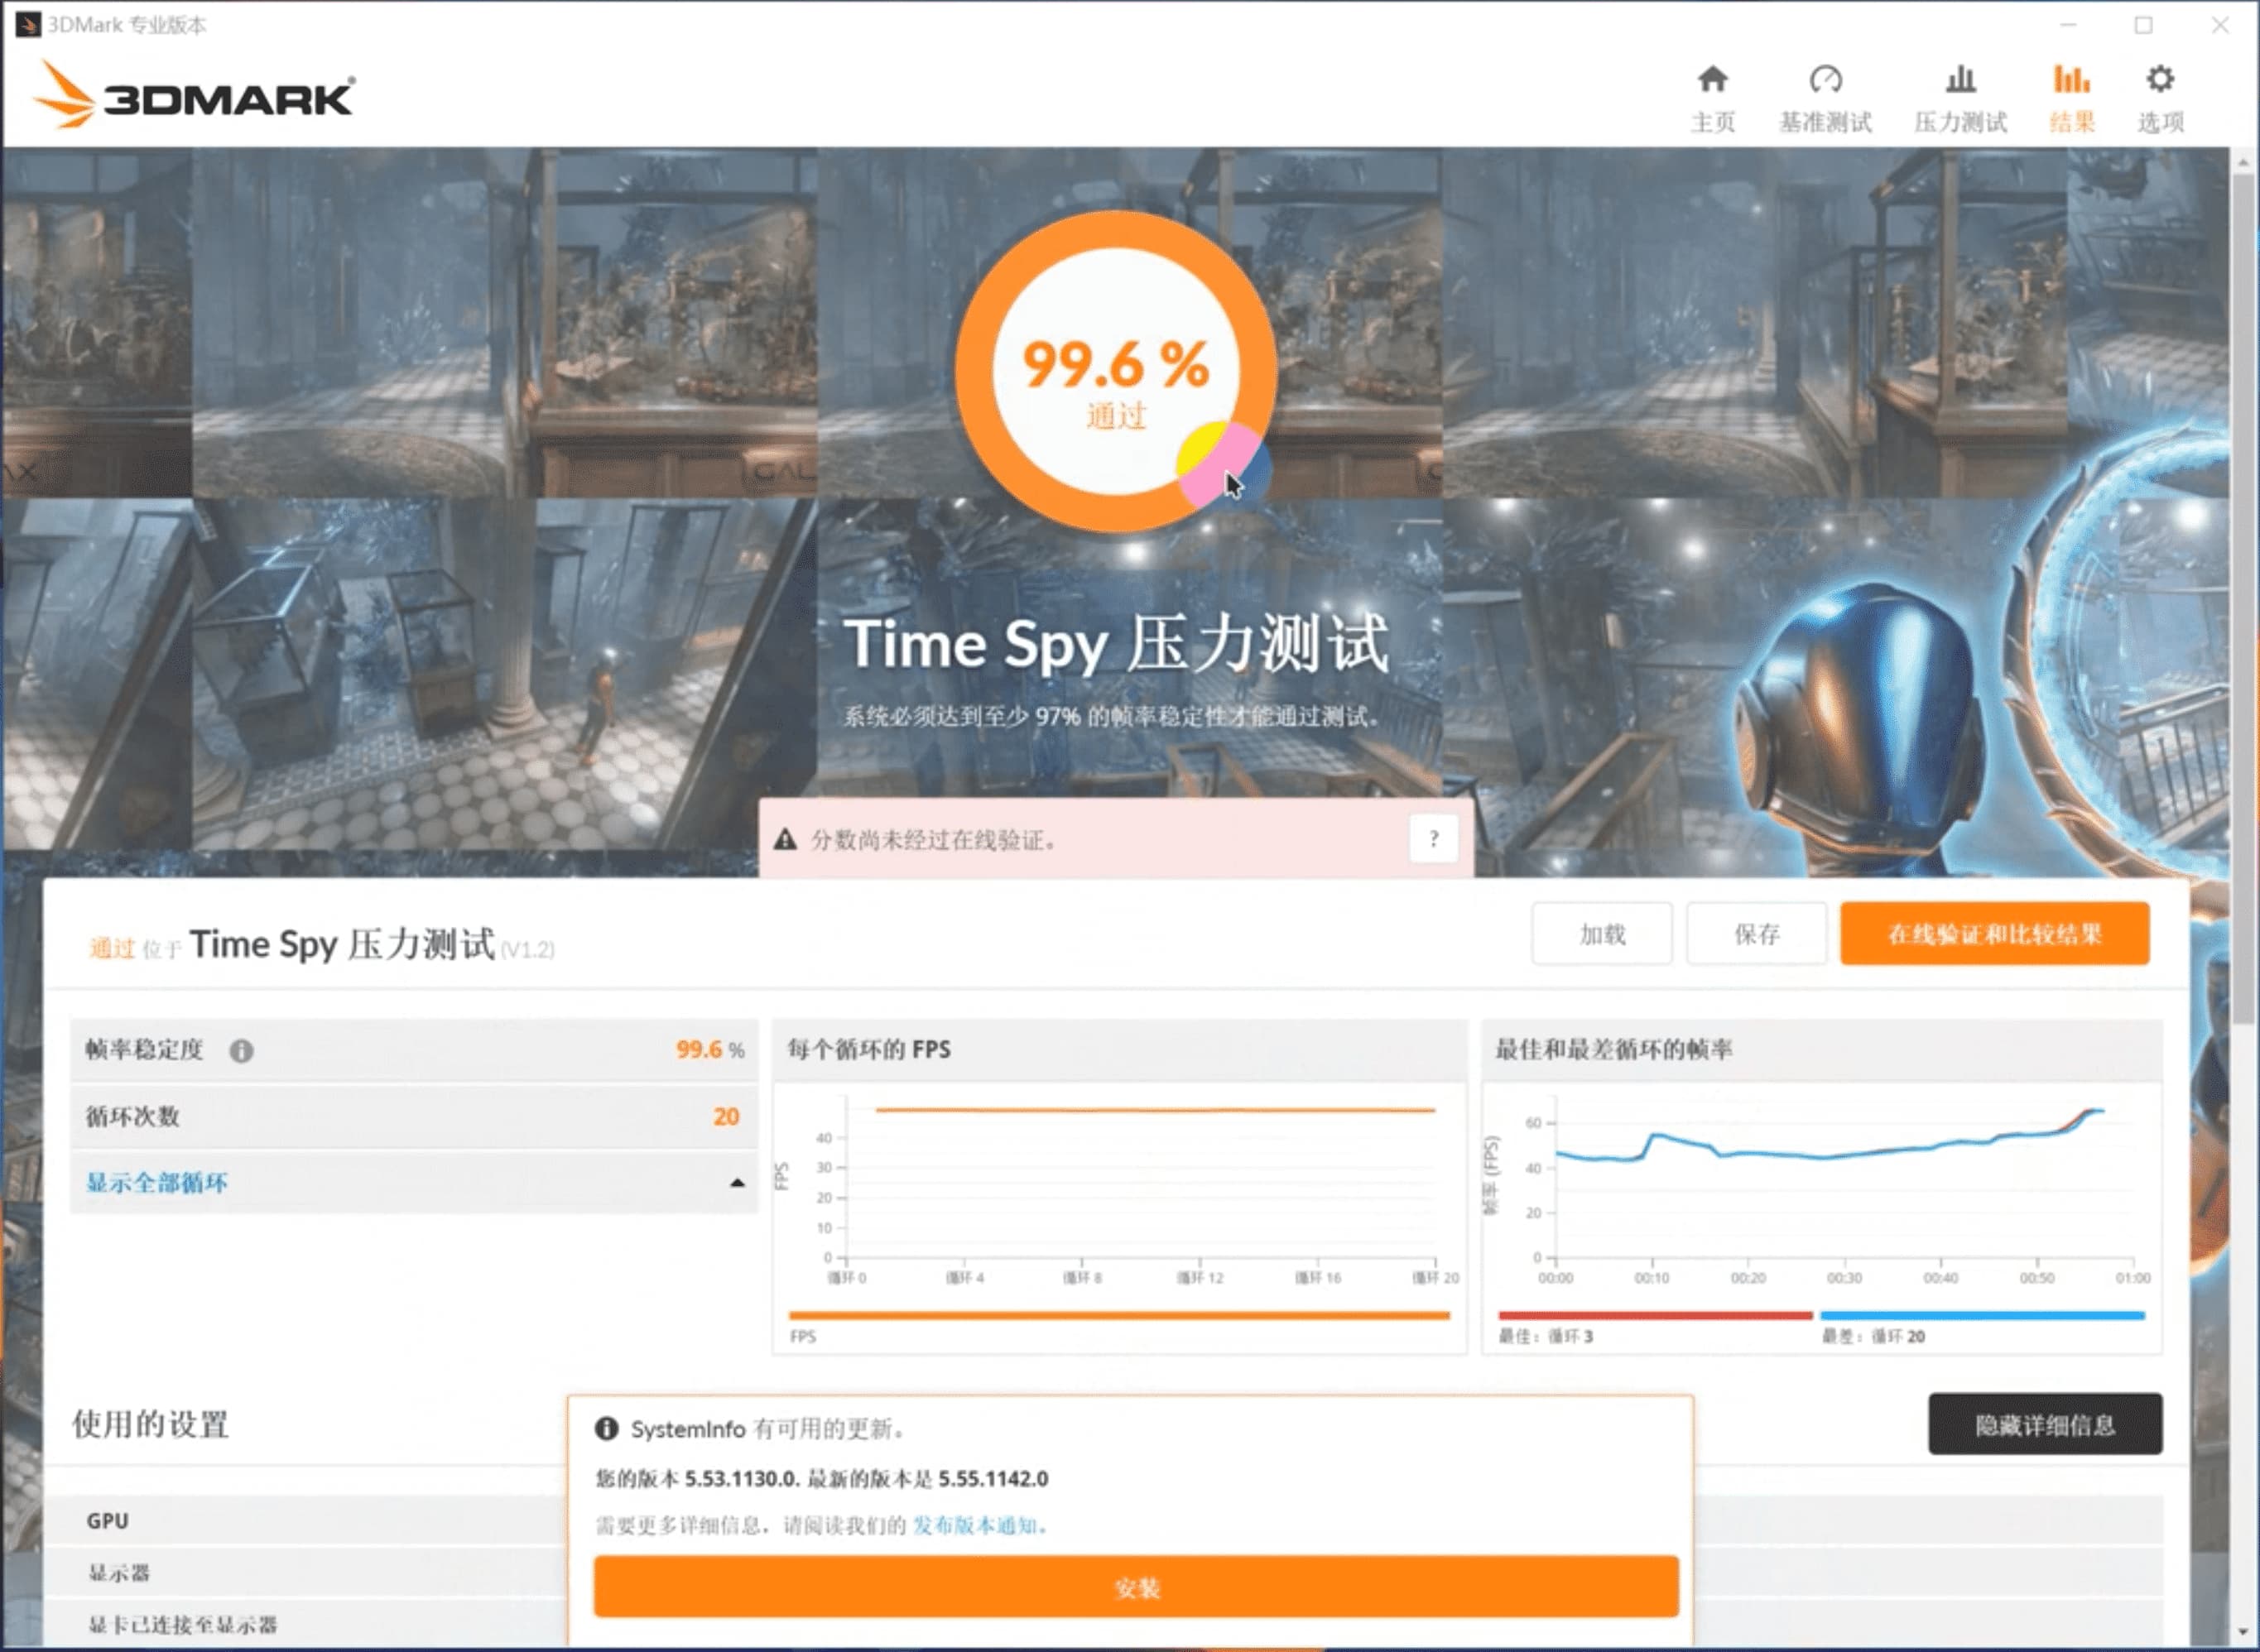 3DMark 专业版本
3DMARK
主页
基准测试
压力测试
结果
选项
99.6 %
通过
Time Spy 压力测试
系统必须达到至少 97% 的帧率稳定性才能通过测试。
分数尚未经过在线验证。
?
通过 位于 Time Spy 压力测试 (V1.2)
加载
保存
在线验证和比较结果
帧率稳定度
99.6 %
循环次数
20
显示全部循环
每个循环的 FPS
FPS
40
30
20
10
0
循环 0
循环 4
循环 8
循环 12
循环 16
循环 20
FPS
最佳和最差循环的帧率
帧率 (FPS)
60
40
20
0
00:00
00:10
00:20
00:30
00:40
00:50
01:00
最佳：循环 3
最差：循环 20
使用的设置
隐藏详细信息
GPU
显示器
显卡已连接至显示器
SystemInfo 有可用的更新。
您的版本 5.53.1130.0. 最新的版本是 5.55.1142.0
需要更多详细信息，请阅读我们的 发布版本通知。
安装